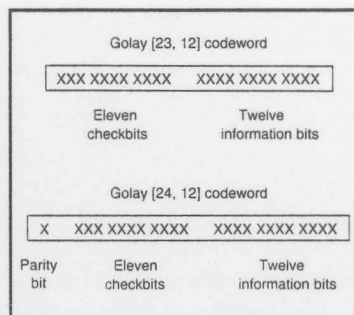 Golay [23, 12] codeword
XXX XXXX XXXX XXXX XXXX XXXX
Eleven checkbits Twelve information bits
Golay [24, 12] codeword
X XXX XXXX XXXX XXXX XXXX XXXX
Parity bit Eleven checkbits Twelve information bits